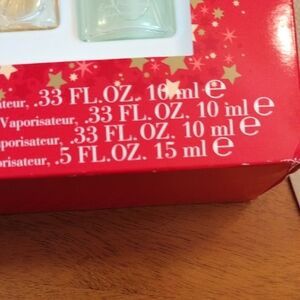 ateur, .33 FL.OZ. 10 ml ℮
Vaporisateur, .33 FL.OZ. 10 ml ℮
aporisateur, .33 FL.OZ. 10 ml ℮
orisateur, .5 FL.OZ. 15 ml ℮